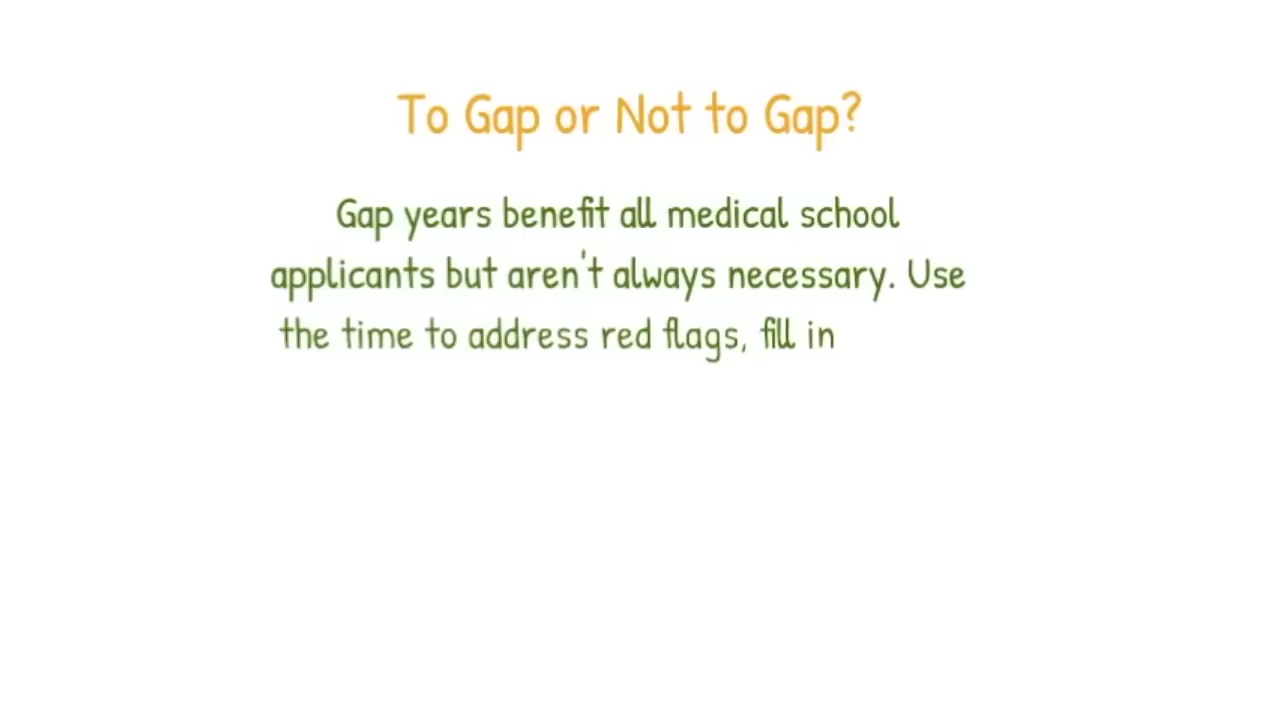 To Gap or Not to Gap?
Gap years benefit all medical school
applicants but aren't always necessary. Use
the time to address red flags, fill in